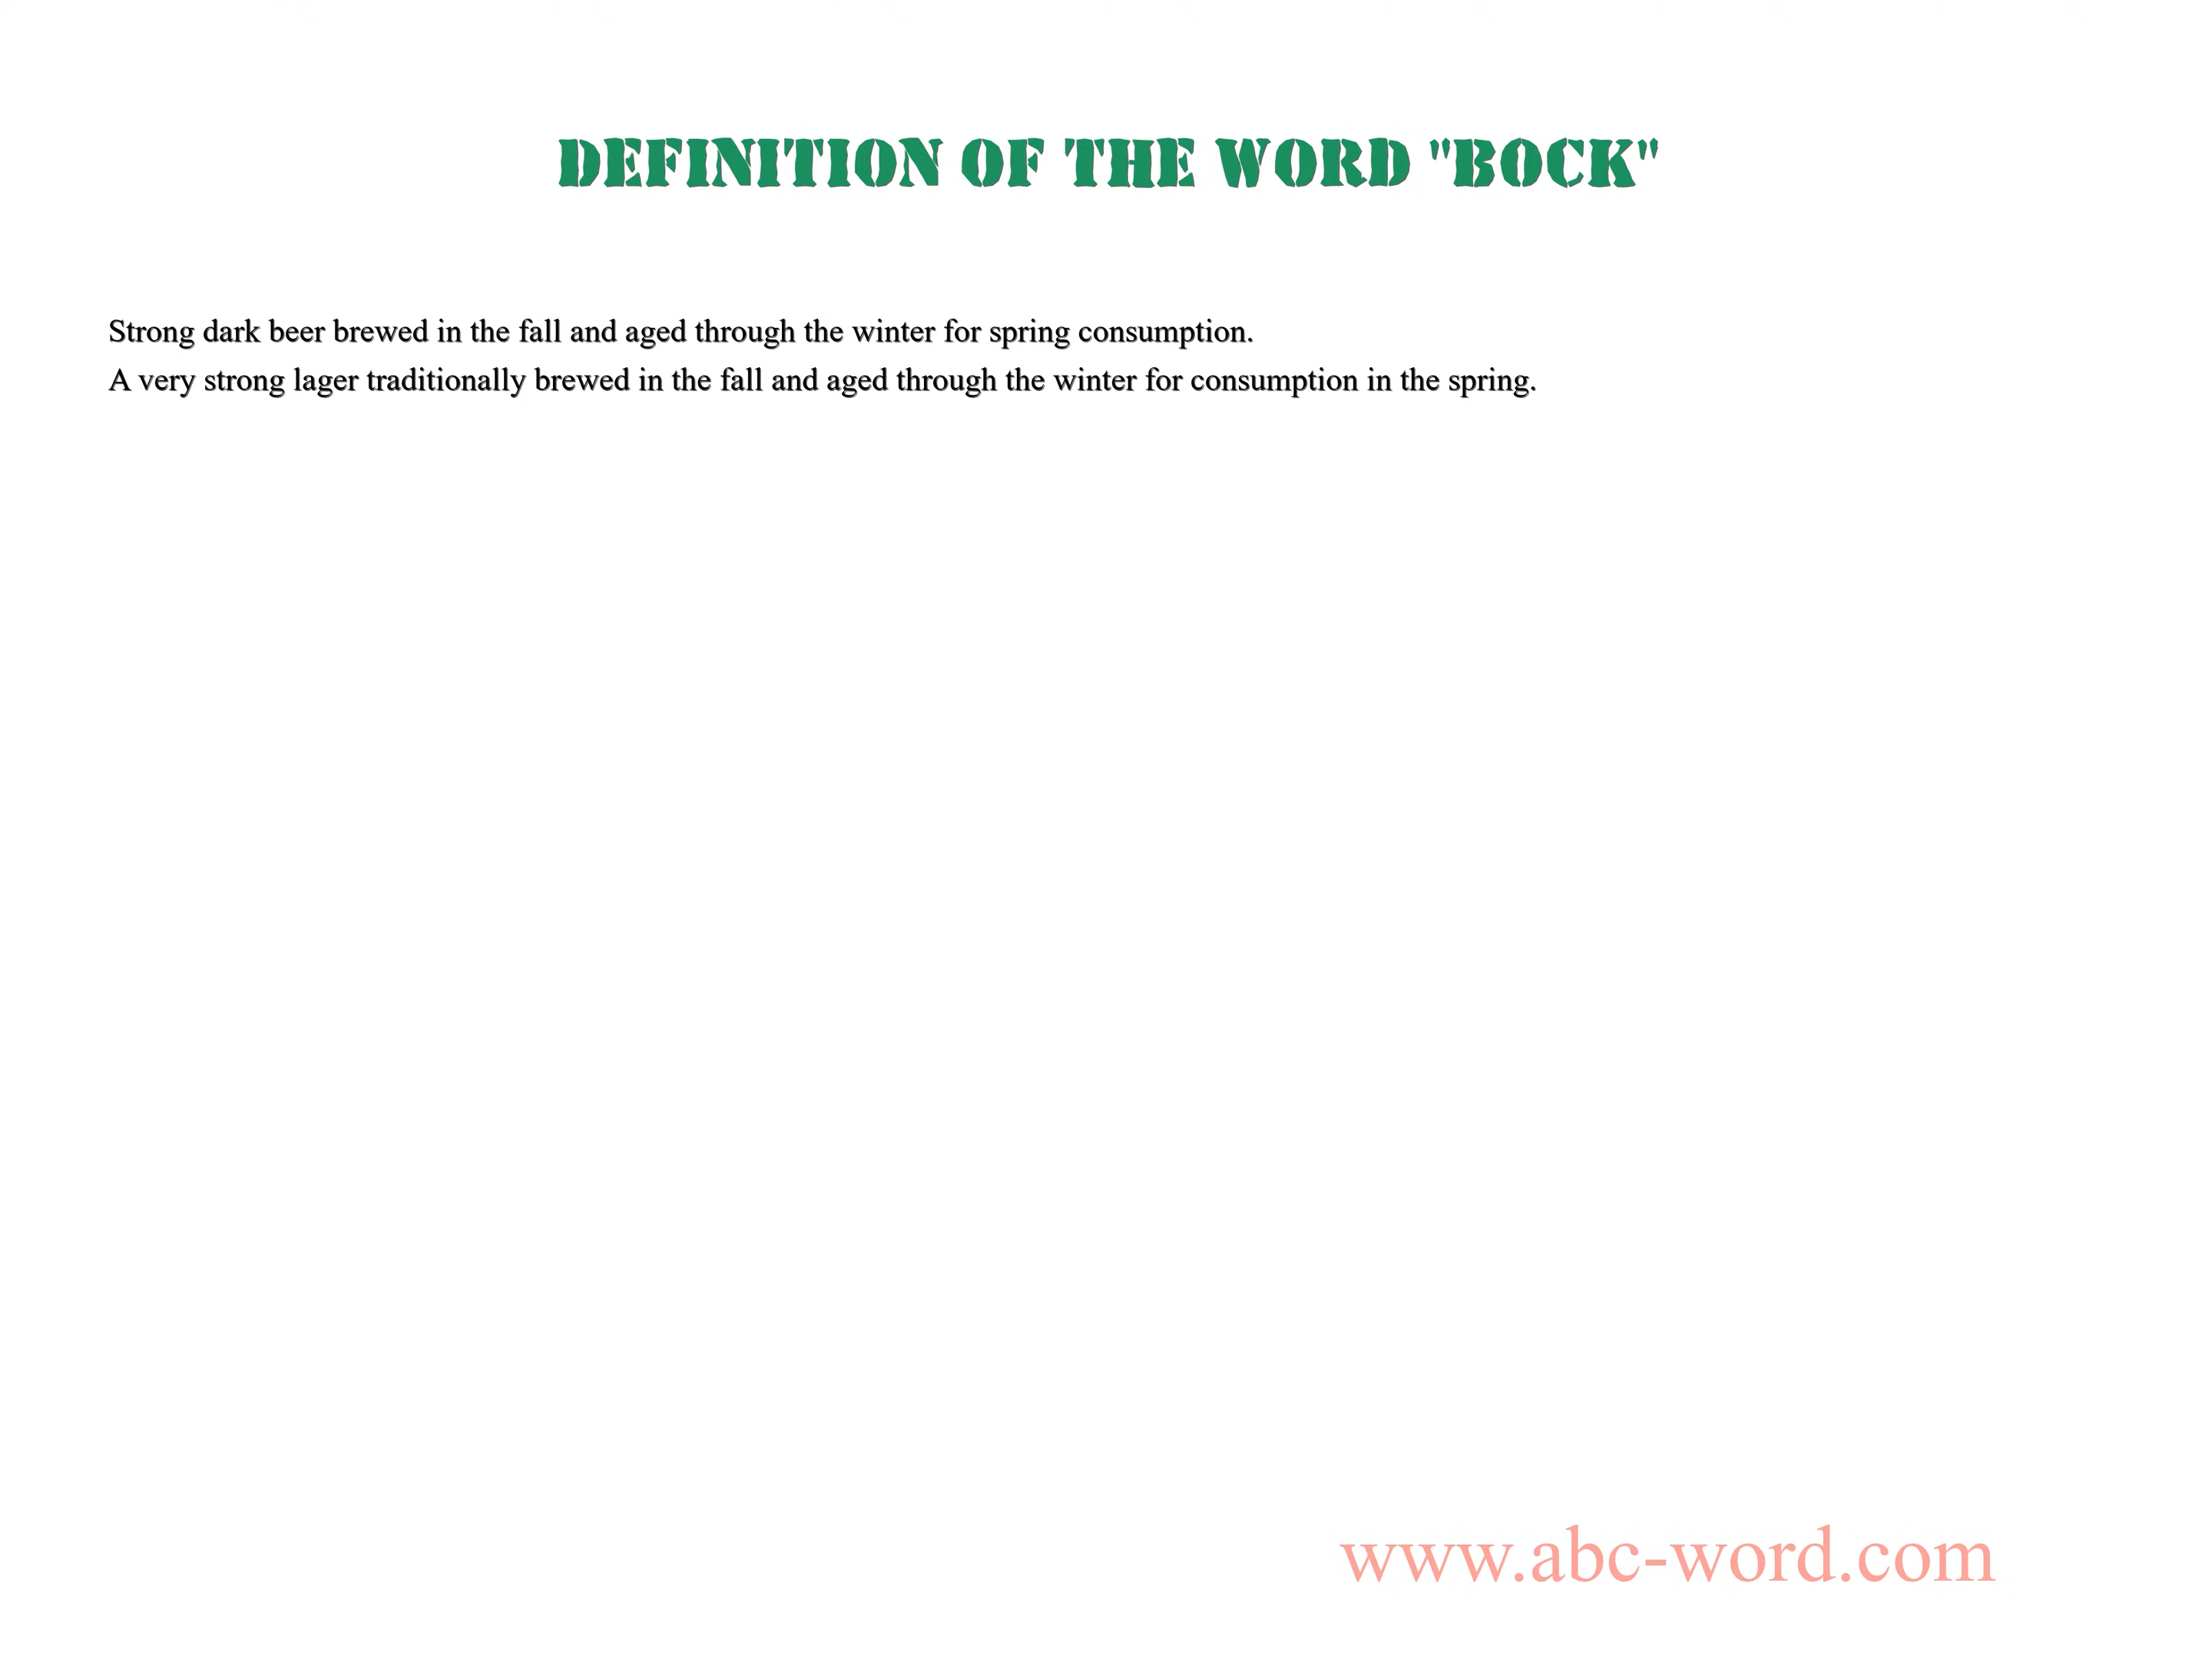 DEFINITION OF THE WORD "BOCK"
Strong dark beer brewed in the fall and aged through the winter for spring consumption.
A very strong lager traditionally brewed in the fall and aged through the winter for consumption in the spring.
www.abc-word.com